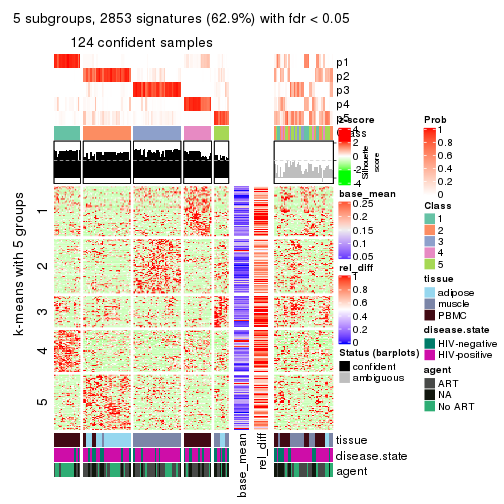 5 subgroups, 2853 signatures (62.9%) with fdr < 0.05
124 confident samples
p1
p2
p3
p4
p5
Class
Silhouette
score
k-means with 5 groups
1
2
3
4
5
tissue
disease.state
agent
base_mean
rel_diff
z-score
4
2
0
-2
-4
base_mean
0.25
0.2
0.15
0.1
0.05
rel_diff
1
0.8
0.6
0.4
0.2
0
Status (barplots)
confident
ambiguous
Prob
1
0.8
0.6
0.4
0.2
0
Class
1
2
3
4
5
tissue
adipose
muscle
PBMC
disease.state
HIV-negative
HIV-positive
agent
ART
NA
No ART